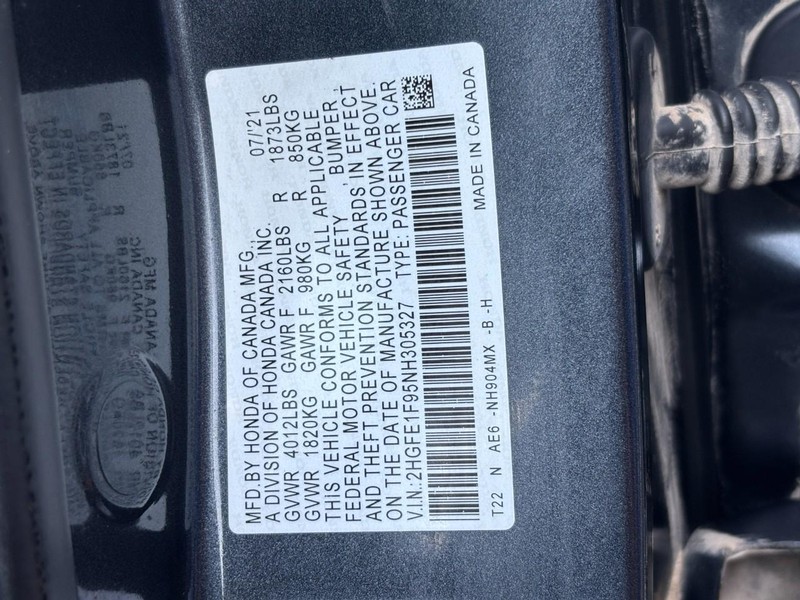 MFD.BY HONDA OF CANADA MFG., 07/'21
A DIVISION OF HONDA CANADA INC.
GVWR 4012LBS GAWR F 2160LBS R 1873LBS
GVWR 1820KG GAWR F 980KG R 850KG
THIS VEHICLE CONFORMS TO ALL APPLICABLE
FEDERAL MOTOR VEHICLE SAFETY , BUMPER ,
AND THEFT PREVENTION STANDARDS IN EFFECT
ON THE DATE OF MANUFACTURE SHOWN ABOVE.
V.I.N.:2HGFE1F95NH305327 TYPE: PASSENGER CAR
T22 N AE6 -NH904MX -B -H
MADE IN CANADA